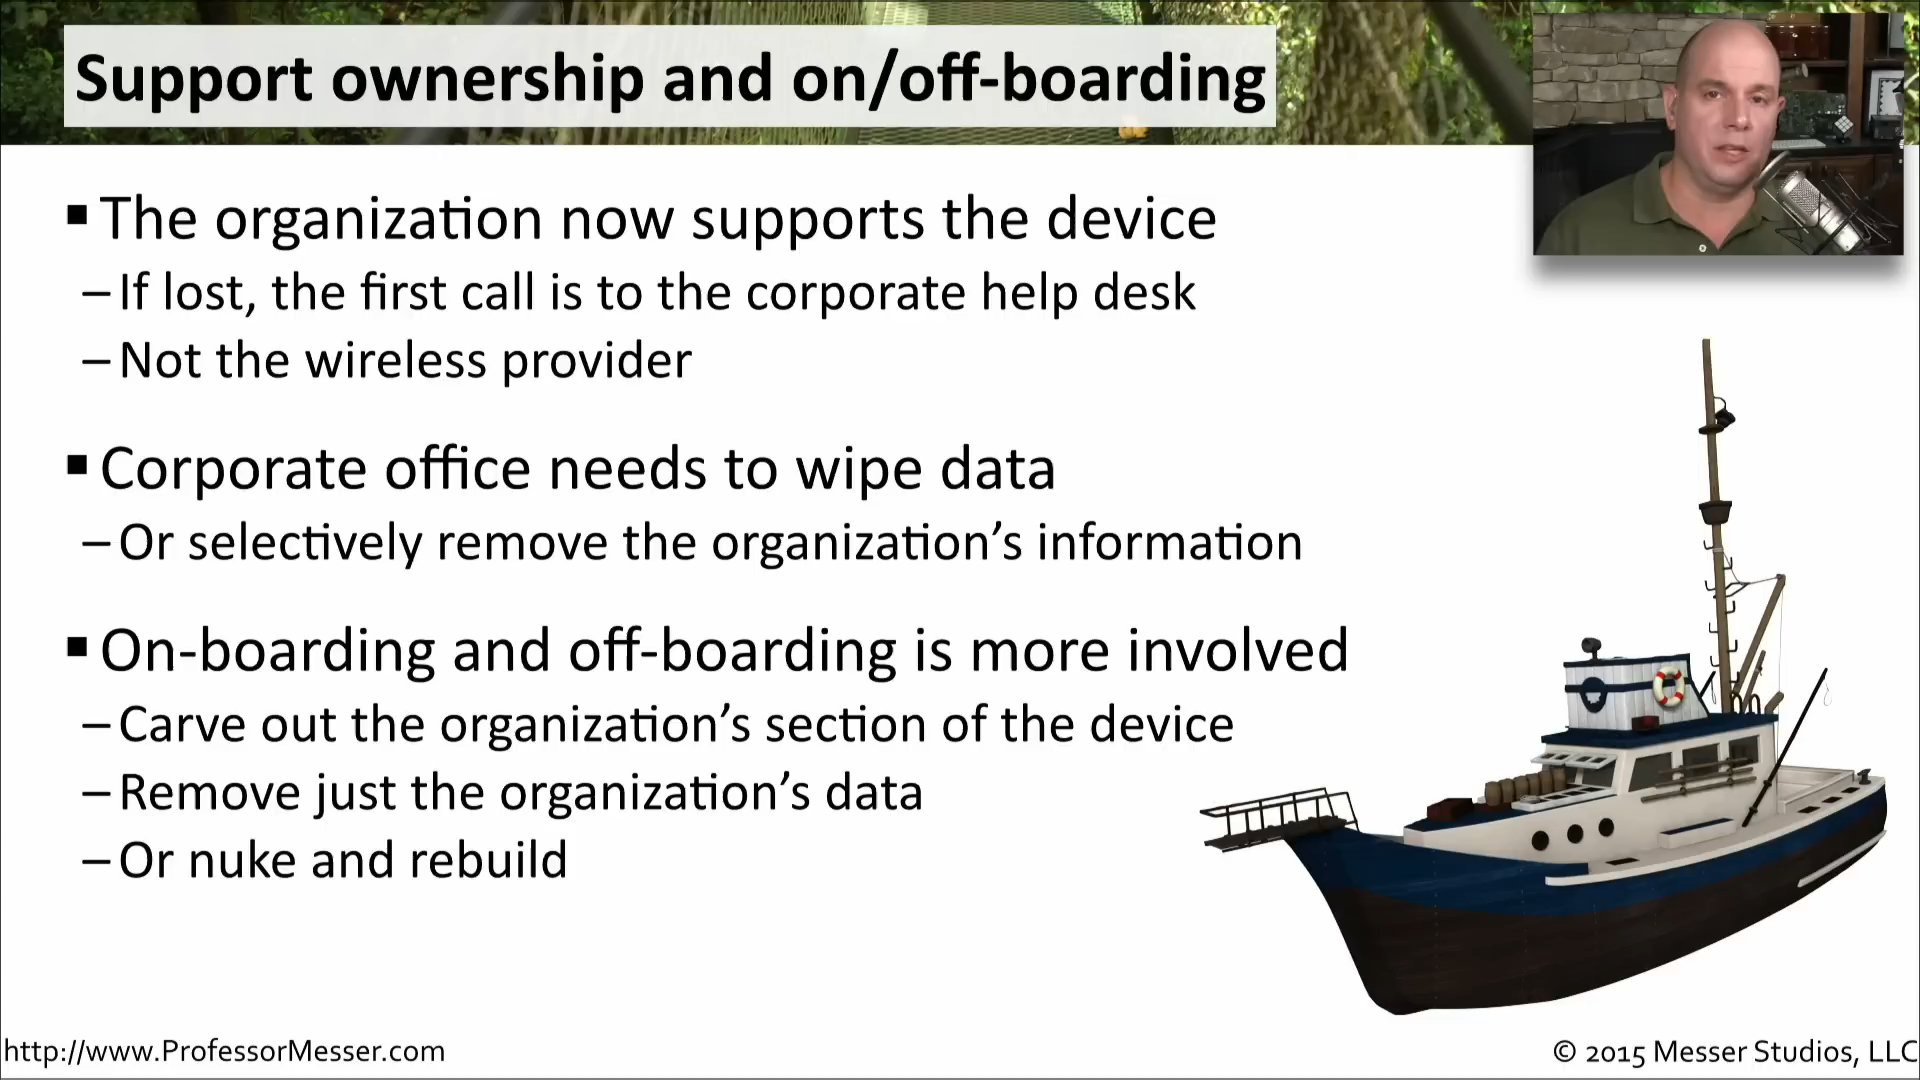 Support ownership and on/off-boarding
▪ The organization now supports the device
– If lost, the first call is to the corporate help desk
– Not the wireless provider
▪ Corporate office needs to wipe data
– Or selectively remove the organization’s information
▪ On-boarding and off-boarding is more involved
– Carve out the organization’s section of the device
– Remove just the organization’s data
– Or nuke and rebuild
http://www.ProfessorMesser.com
© 2015 Messer Studios, LLC